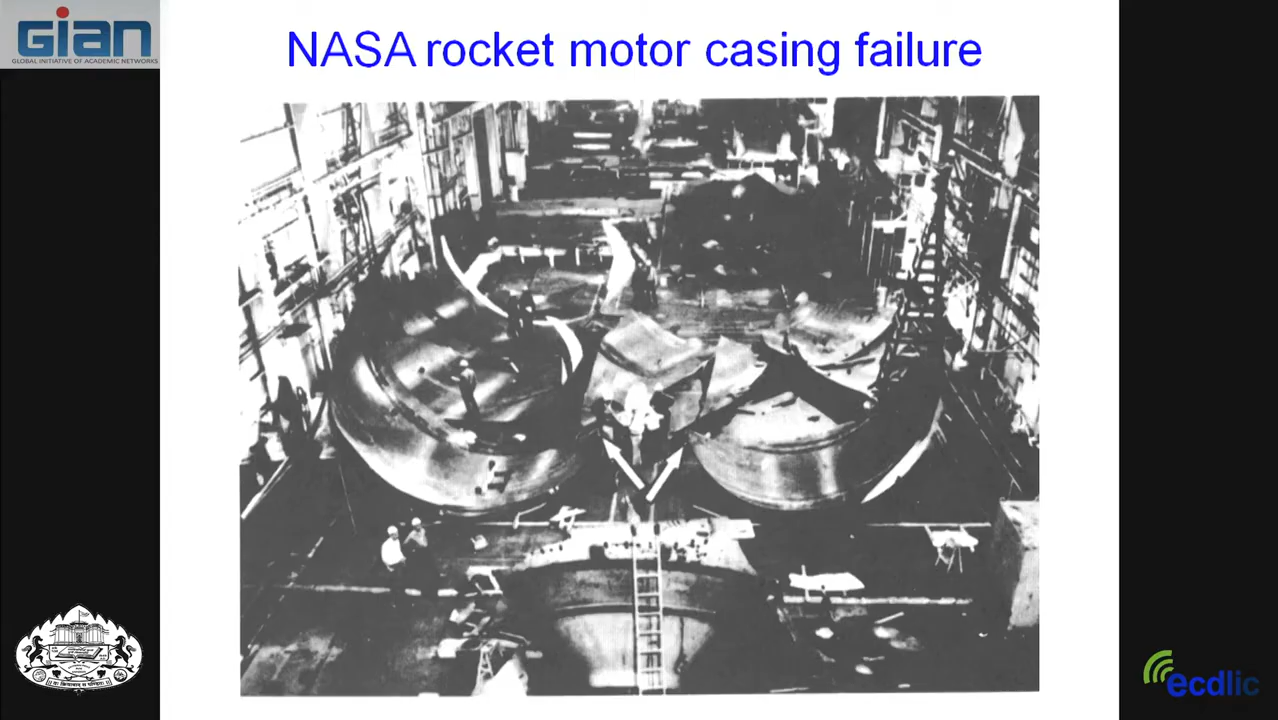 GIAN
GLOBAL INITIATIVE OF ACADEMIC NETWORKS
NASA rocket motor casing failure
ecdlic